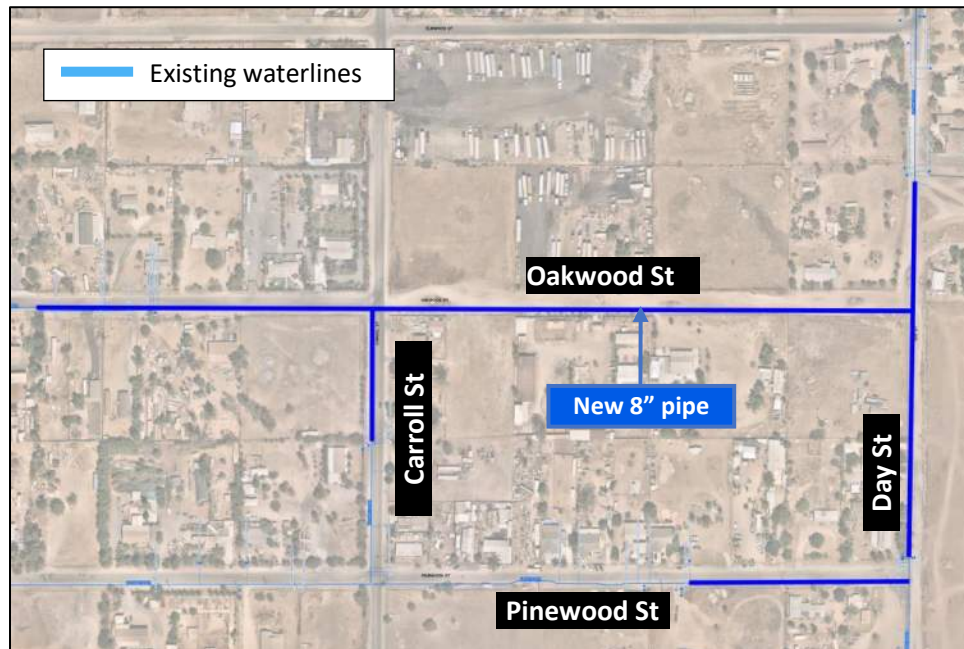 Existing waterlines
Oakwood St
New 8” pipe
Carroll St
Day St
Pinewood St